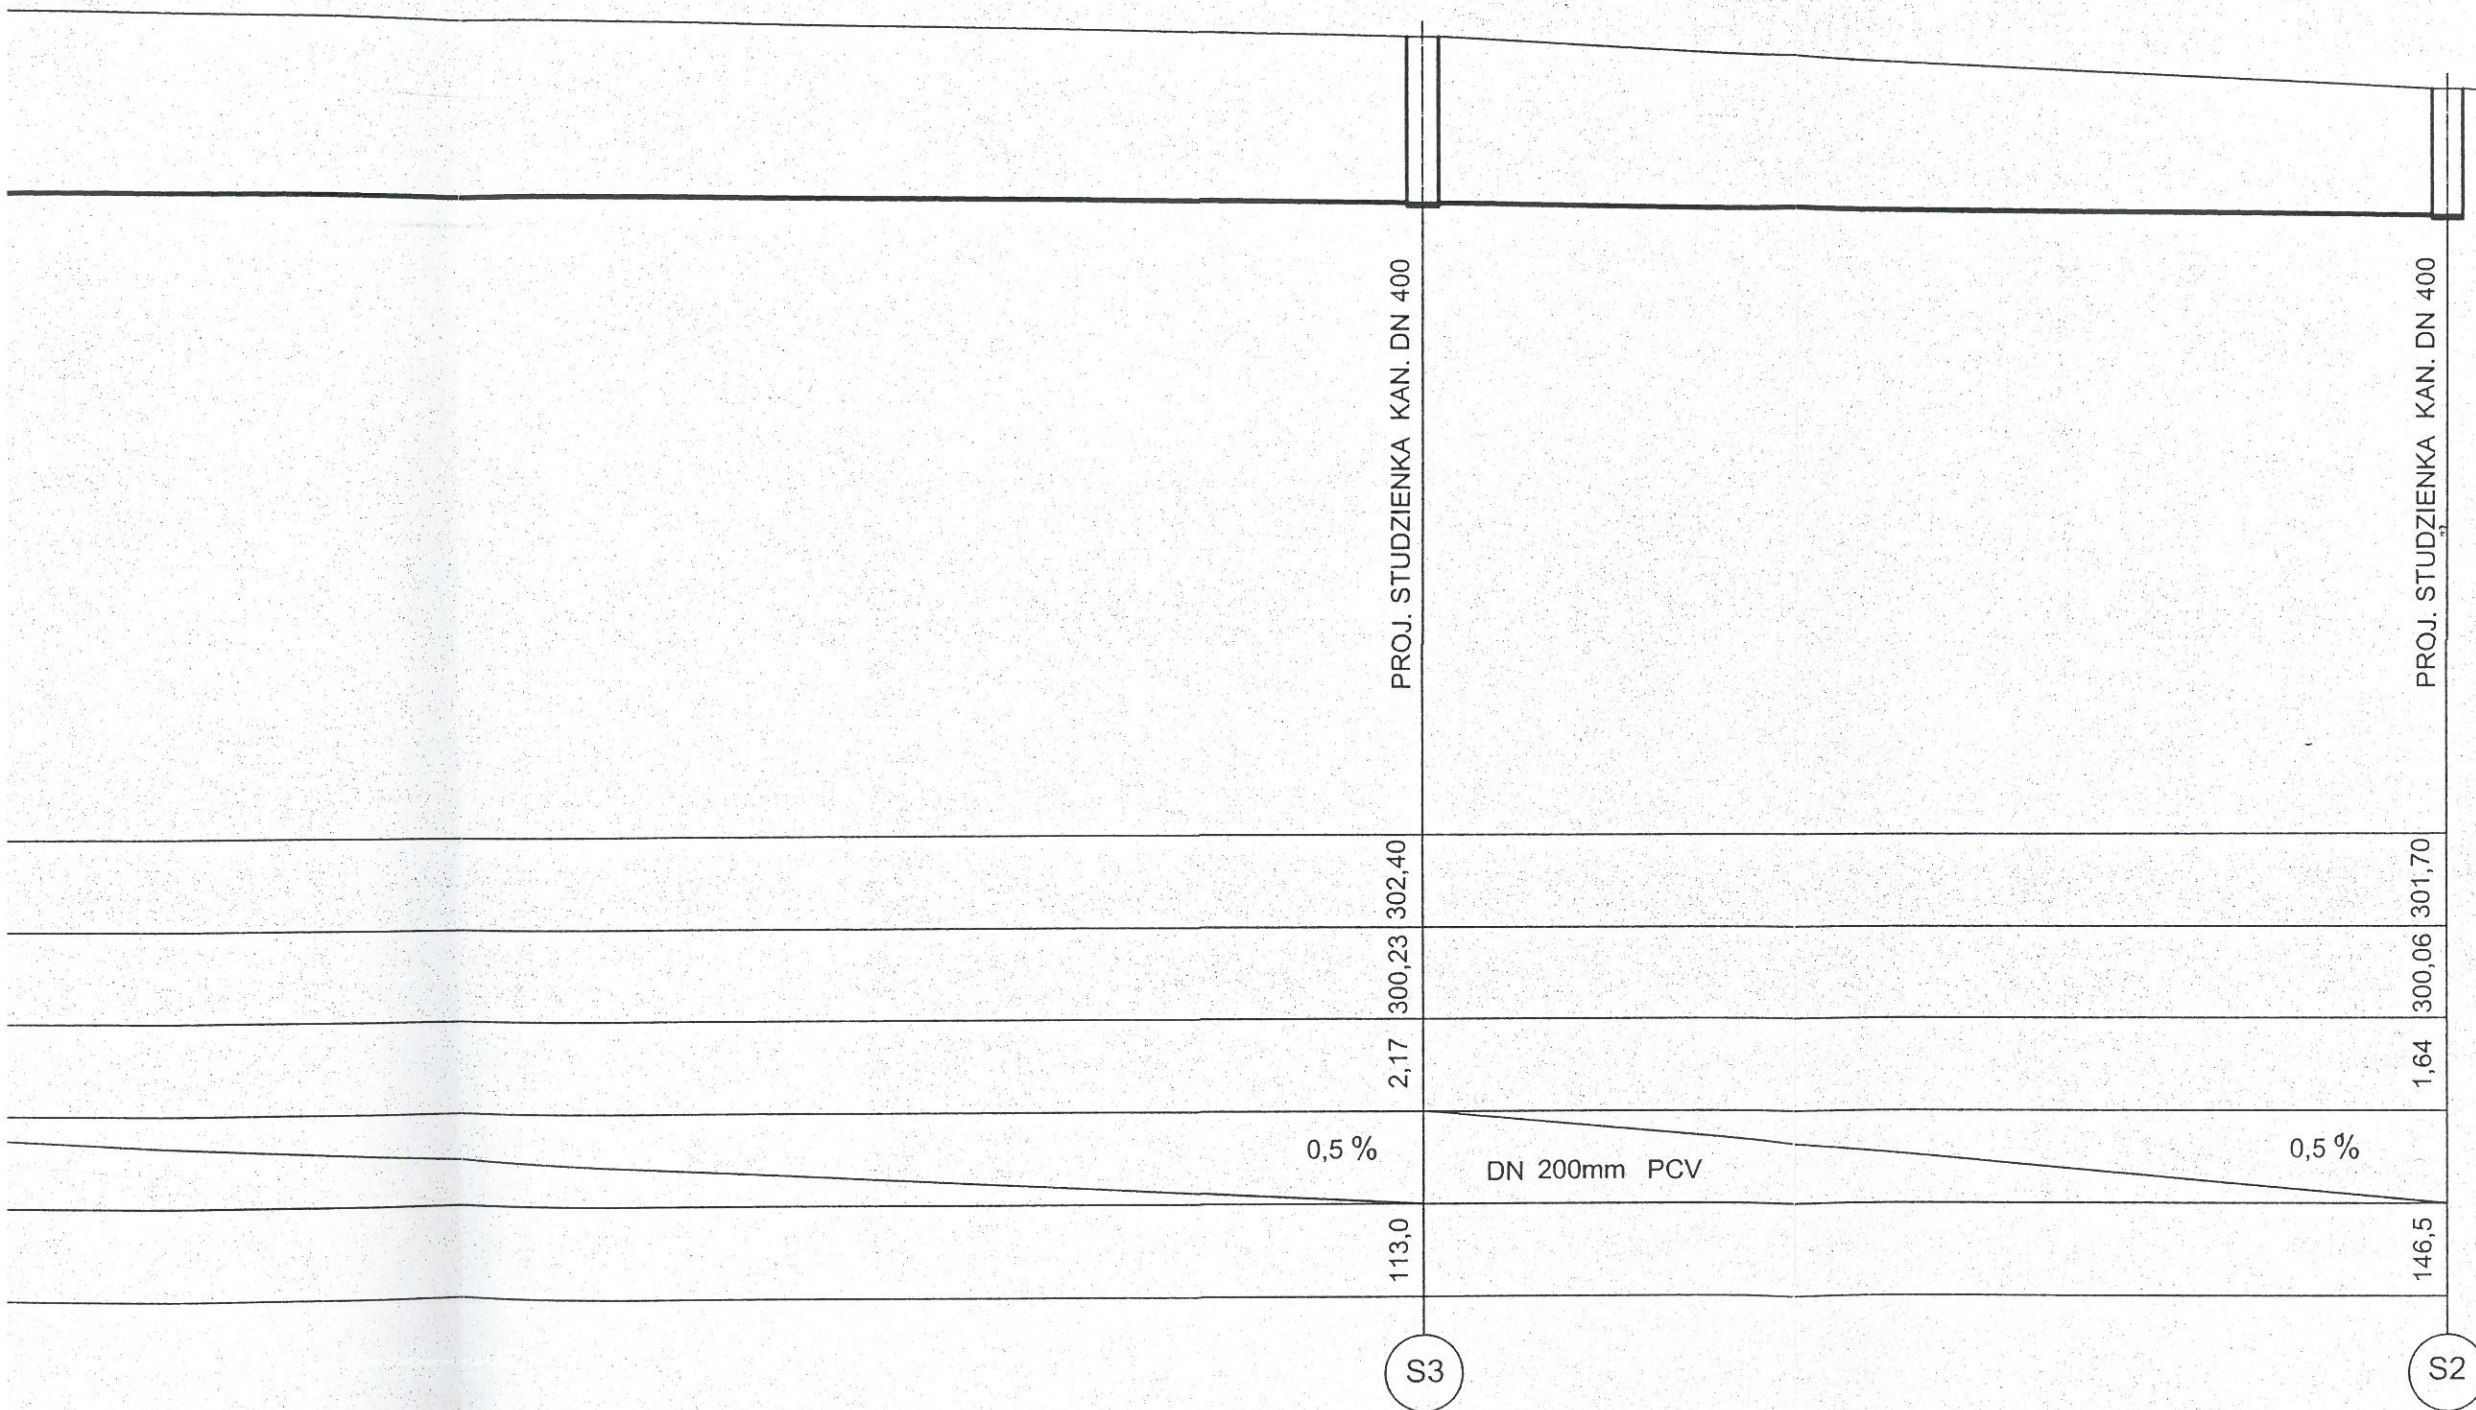 PROJ. STUDZIENKA KAN. DN 400
PROJ. STUDZIENKA KAN. DN 400
302,40
301,70
300,23
300,06
2,17
1,64
0,5 %
DN 200mm PCV
0,5 %
113,0
146,5
S3
S2